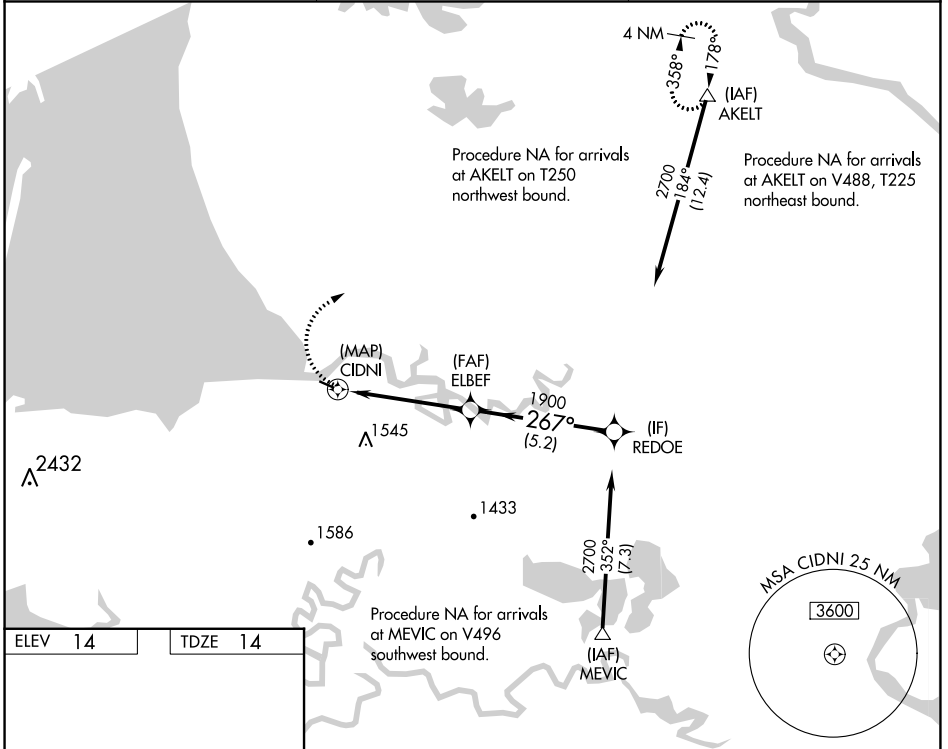 4 NM
358°
178°
(IAF)
AKELT
Procedure NA for arrivals
at AKELT on T250
northwest bound.
2700
184°
(12.4)
Procedure NA for arrivals
at AKELT on V488, T225
northeast bound.
(MAP)
CIDNI
(FAF)
ELBEF
1900
267°
(5.2)
(IF)
REDOE
1545
2432
1433
1586
2700
352°
(7.3)
MSA CIDNI 25 NM
3600
Procedure NA for arrivals
at MEVIC on V496
southwest bound.
(IAF)
MEVIC
ELEV 14
TDZE 14